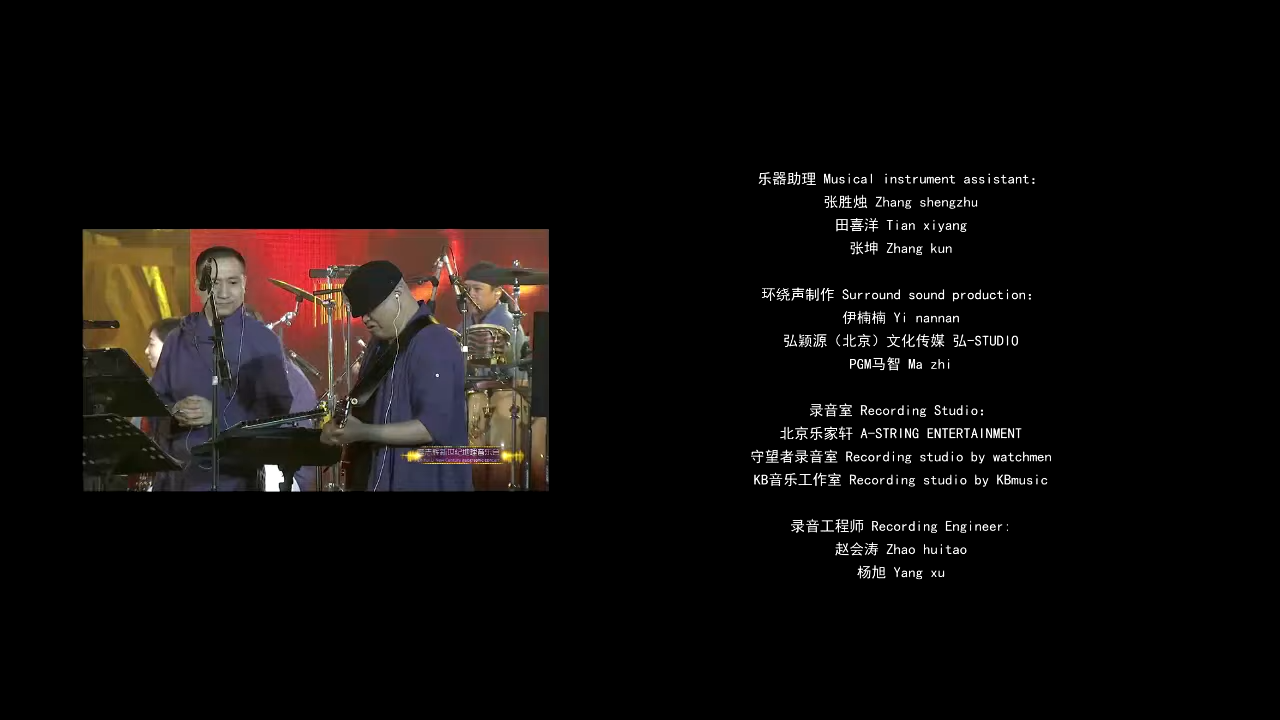 乐器助理 Musical instrument assistant:
张胜烛 Zhang shengzhu
田喜洋 Tian xiyang
张坤 Zhang kun
环绕声制作 Surround sound production:
伊楠楠 Yi nannan
弘颖源（北京）文化传媒 弘-STUDIO
PGM马智 Ma zhi
录音室 Recording Studio:
北京乐家轩 A-STRING ENTERTAINMENT
守望者录音室 Recording studio by watchmen
KB音乐工作室 Recording studio by KBmusic
录音工程师 Recording Engineer:
赵会涛 Zhao huitao
杨旭 Yang xu